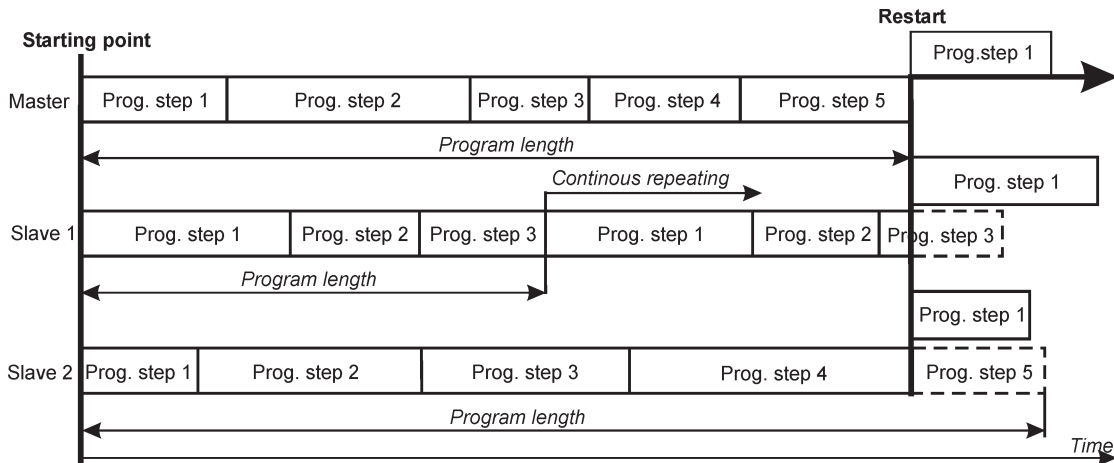 Restart
Starting point
Prog.step 1
Master Prog. step 1 Prog. step 2 Prog. step 3 Prog. step 4 Prog. step 5
Program length
Continous repeating
Prog. step 1
Slave 1 Prog. step 1 Prog. step 2 Prog. step 3 Prog. step 1 Prog. step 2 Prog. step 3
Program length
Prog. step 1
Slave 2 Prog. step 1 Prog. step 2 Prog. step 3 Prog. step 4 Prog. step 5
Program length
Time